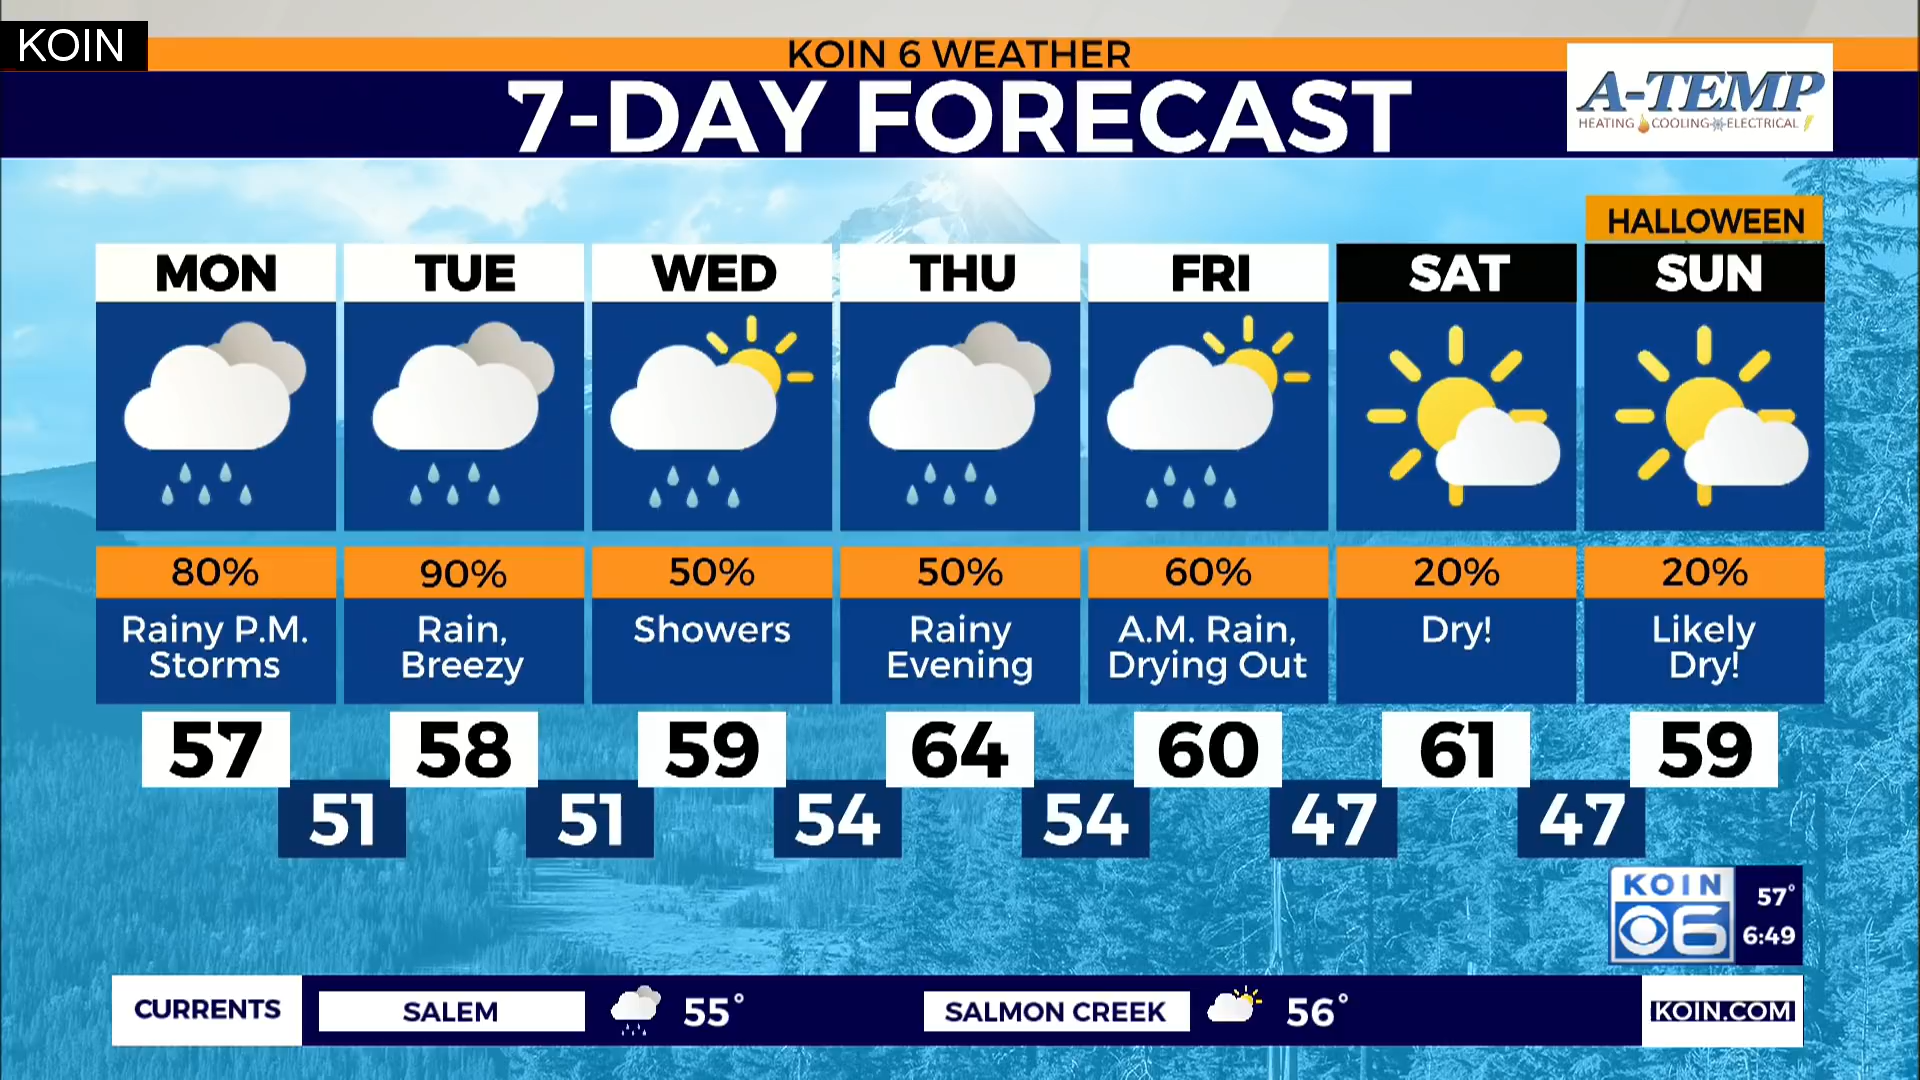 KOIN
KOIN 6 WEATHER
7-DAY FORECAST
A-TEMP
HEATING COOLING ELECTRICAL
HALLOWEEN
MON TUE WED THU FRI SAT SUN
80% 90% 50% 50% 60% 20% 20%
Rainy P.M. Rain, Showers Rainy A.M. Rain, Dry! Likely
Storms Breezy Evening Drying Out Dry!
57 58 59 64 60 61 59
51 51 54 54 47 47
KOIN 57°
6 6:49
CURRENTS SALEM 55° SALMON CREEK 56° KOIN.COM